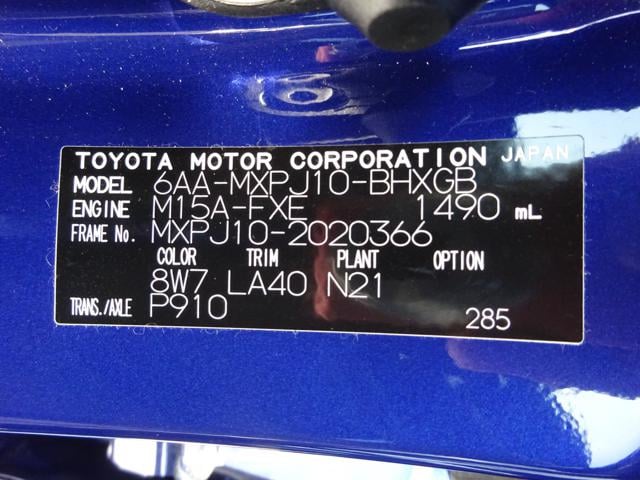 TOYOTA MOTOR CORPORATION JAPAN
MODEL 6AA-MXPJ10-BHXGB
ENGINE M15A-FXE 1490 mL
FRAME No. MXPJ10-2020366
COLOR TRIM PLANT OPTION
8W7 LA40 N21
TRANS./AXLE P910
285